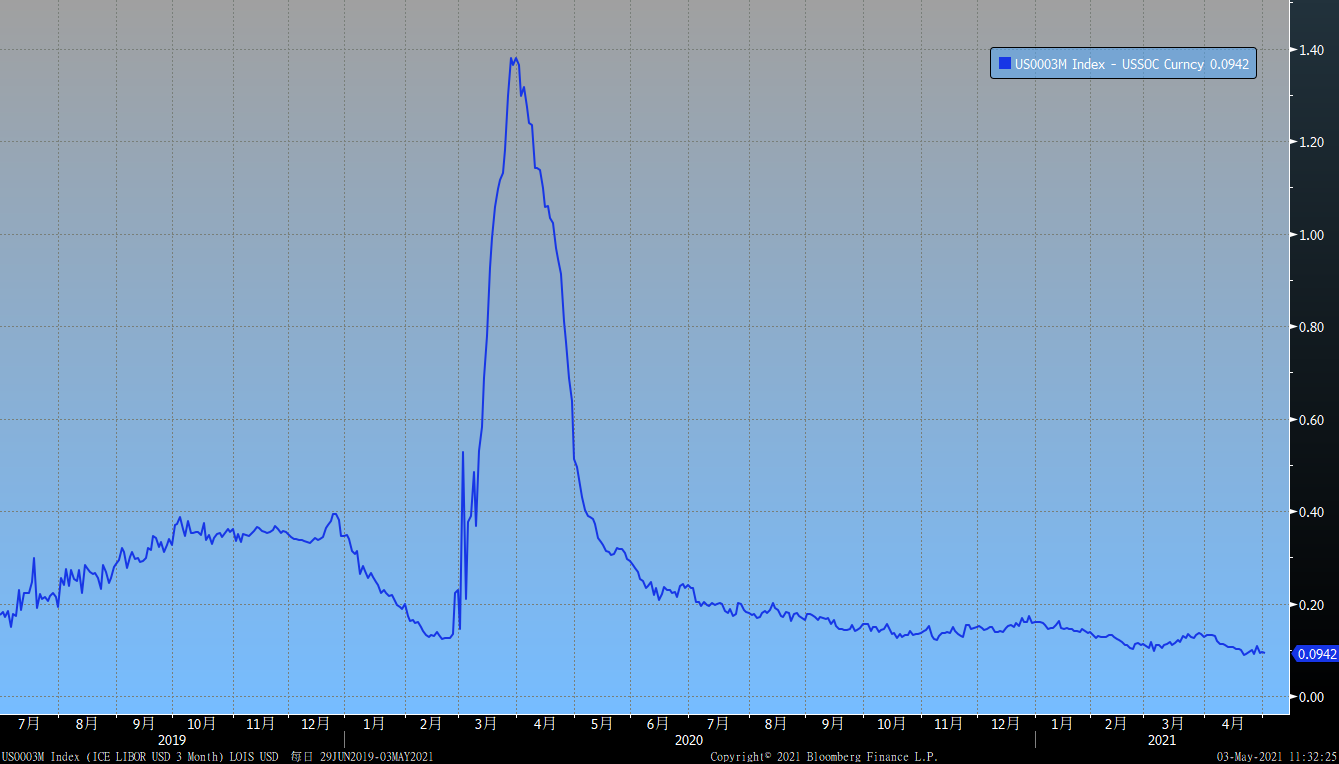 US0003M Index - USSOC Curncy 0.0942
1.40
1.20
1.00
0.80
0.60
0.40
0.20
0.0942
0.00
7月 8月 9月 10月 11月 12月 1月 2月 3月 4月 5月 6月 7月 8月 9月 10月 11月 12月 1月 2月 3月 4月
2019 2020 2021
US0003M Index (ICE LIBOR USD 3 Month) LOIS USD 每日 29JUN2019-03MAY2021 Copyright© 2021 Bloomberg Finance L.P. 03-May-2021 11:32:25